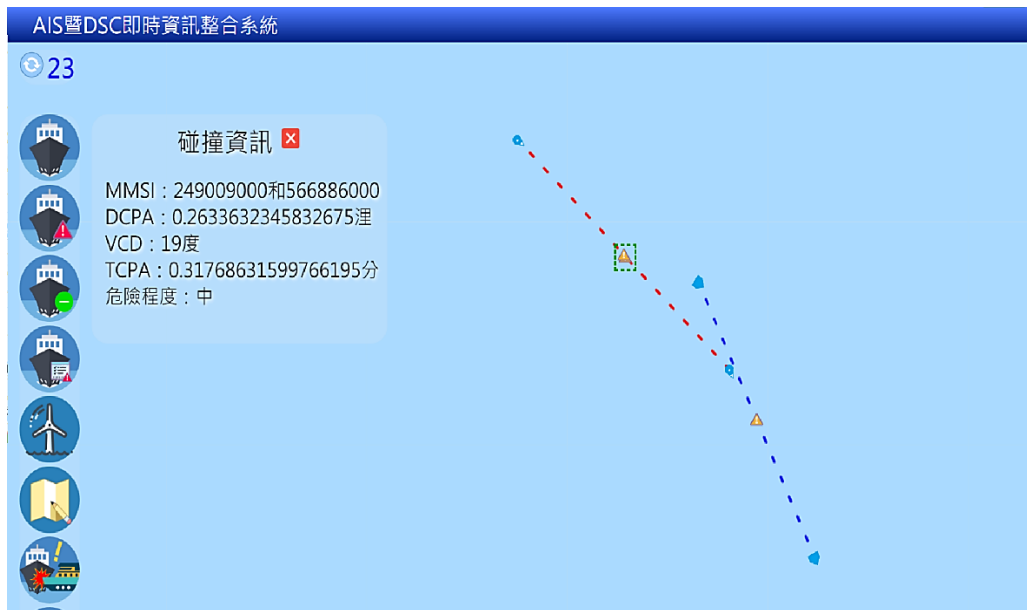 AIS暨DSC即時資訊整合系統
23
碰撞資訊
MMSI：249009000和566886000
DCPA：0.2633632345832675浬
VCD：19度
TCPA：0.31768631599766195分
危險程度：中